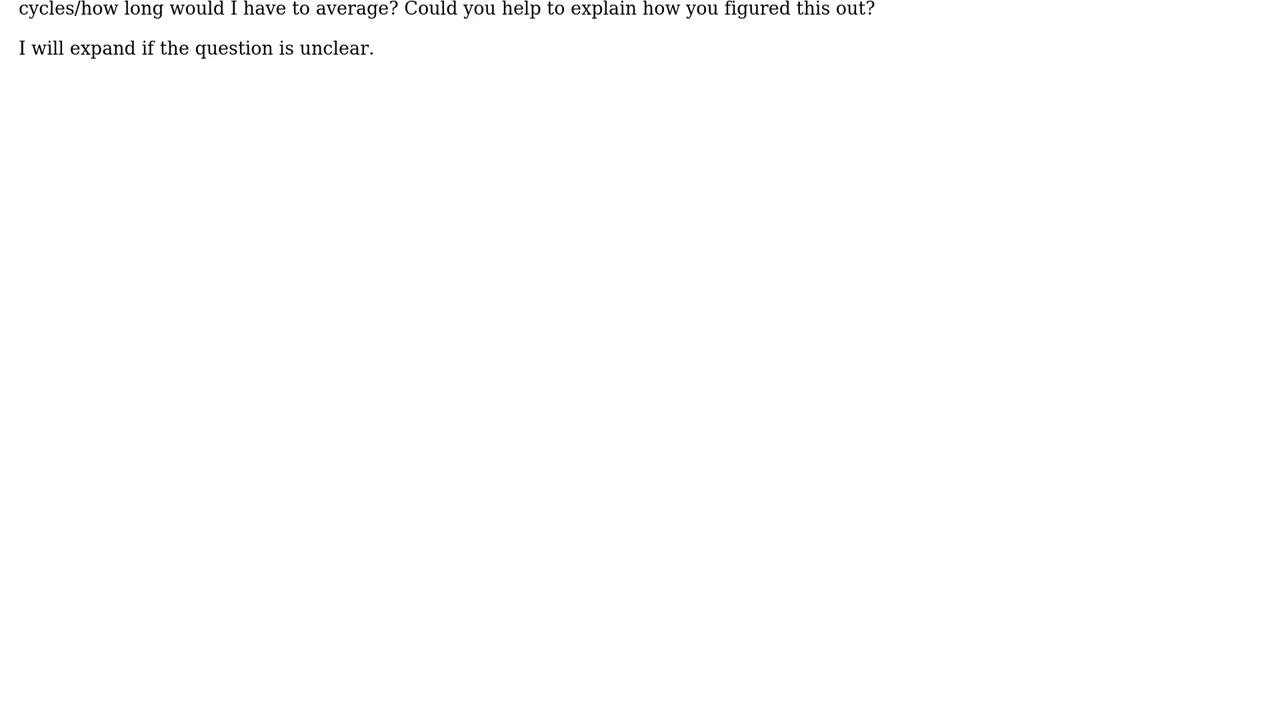 cycles/how long would I have to average? Could you help to explain how you figured this out?
I will expand if the question is unclear.